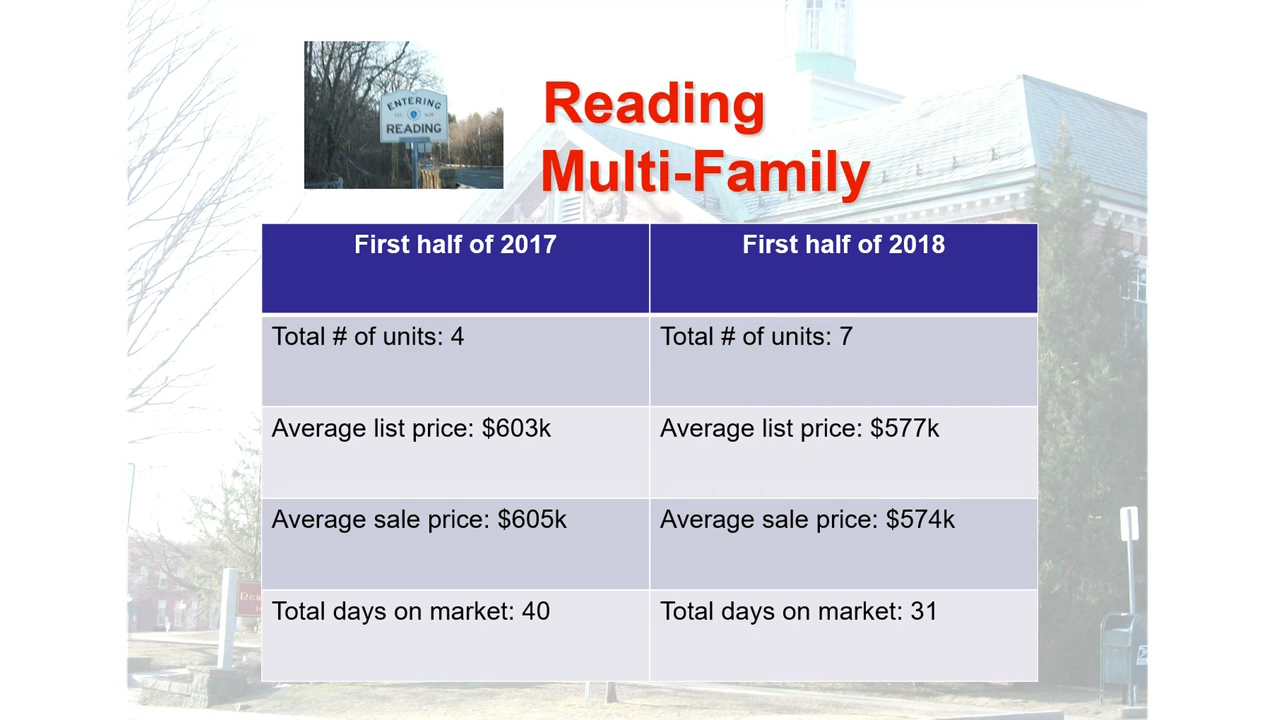 ENTERING
READING
Reading
Multi-Family
First half of 2017
First half of 2018
Total # of units: 4
Total # of units: 7
Average list price: $603k
Average list price: $577k
Average sale price: $605k
Average sale price: $574k
Total days on market: 40
Total days on market: 31